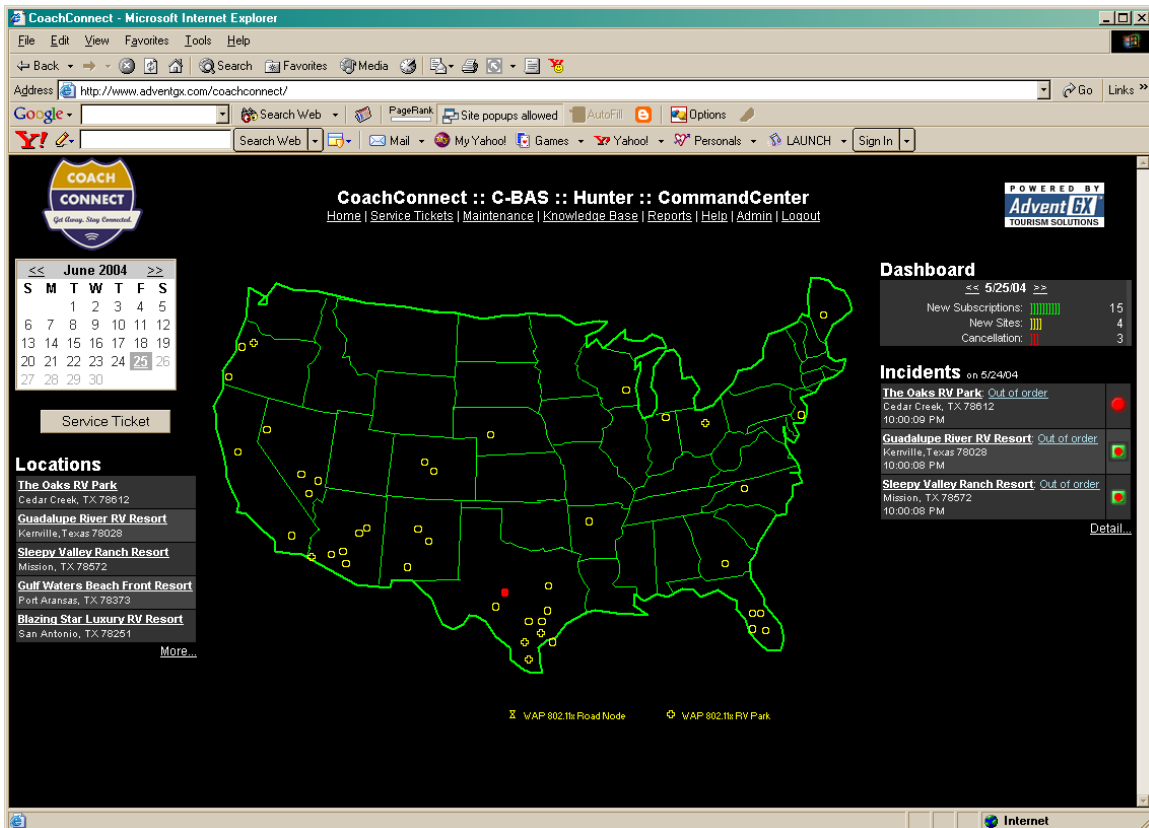 CoachConnect - Microsoft Internet Explorer
File Edit View Favorites Tools Help
Back Search Favorites Media
Address http://www.adventgx.com/coachconnect/ Go Links »
Google Search Web PageRank Site popups allowed AutoFill Options
Y! Search Web Mail My Yahoo! Games Yahoo! Personals LAUNCH Sign In
COACH
CONNECT
Get Away. Stay Connected.
CoachConnect :: C-BAS :: Hunter :: CommandCenter
Home | Service Tickets | Maintenance | Knowledge Base | Reports | Help | Admin | Logout
POWERED BY
Advent GX
TOURISM SOLUTIONS
<< June 2004 >>
S M T W T F S
1 2 3 4 5
6 7 8 9 10 11 12
13 14 15 16 17 18 19
20 21 22 23 24 25 26
27 28 29 30
Service Ticket
Locations
The Oaks RV Park
Cedar Creek, TX 78612
Guadalupe River RV Resort
Kerrville,Texas 78028
Sleepy Valley Ranch Resort
Mission, TX 78572
Gulf Waters Beach Front Resort
Port Aransas, TX 78373
Blazing Star Luxury RV Resort
San Antonio, TX 78251
More...
WAP 802.11x Road Node WAP 802.11x RV Park
Dashboard
<< 5/25/04 >>
New Subscriptions: 15
New Sites: 4
Cancellation: 3
Incidents on 5/24/04
The Oaks RV Park: Out of order
Cedar Creek, TX 78612
10:00:09 PM
Guadalupe River RV Resort: Out of order
Kerrville,Texas 78028
10:00:08 PM
Sleepy Valley Ranch Resort: Out of order
Mission, TX 78572
10:00:08 PM
Detail...
Internet